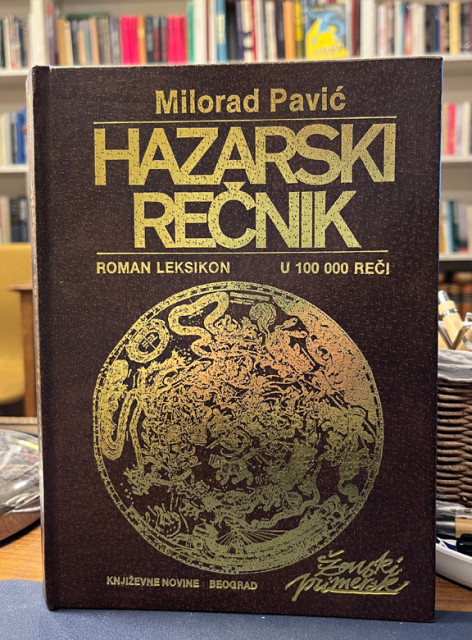 Milorad Pavić
HAZARSKI
REČNIK
ROMAN LEKSIKON U 100 000 REČI
KNJIŽEVNE NOVINE BEOGRAD
Ženski
primerak